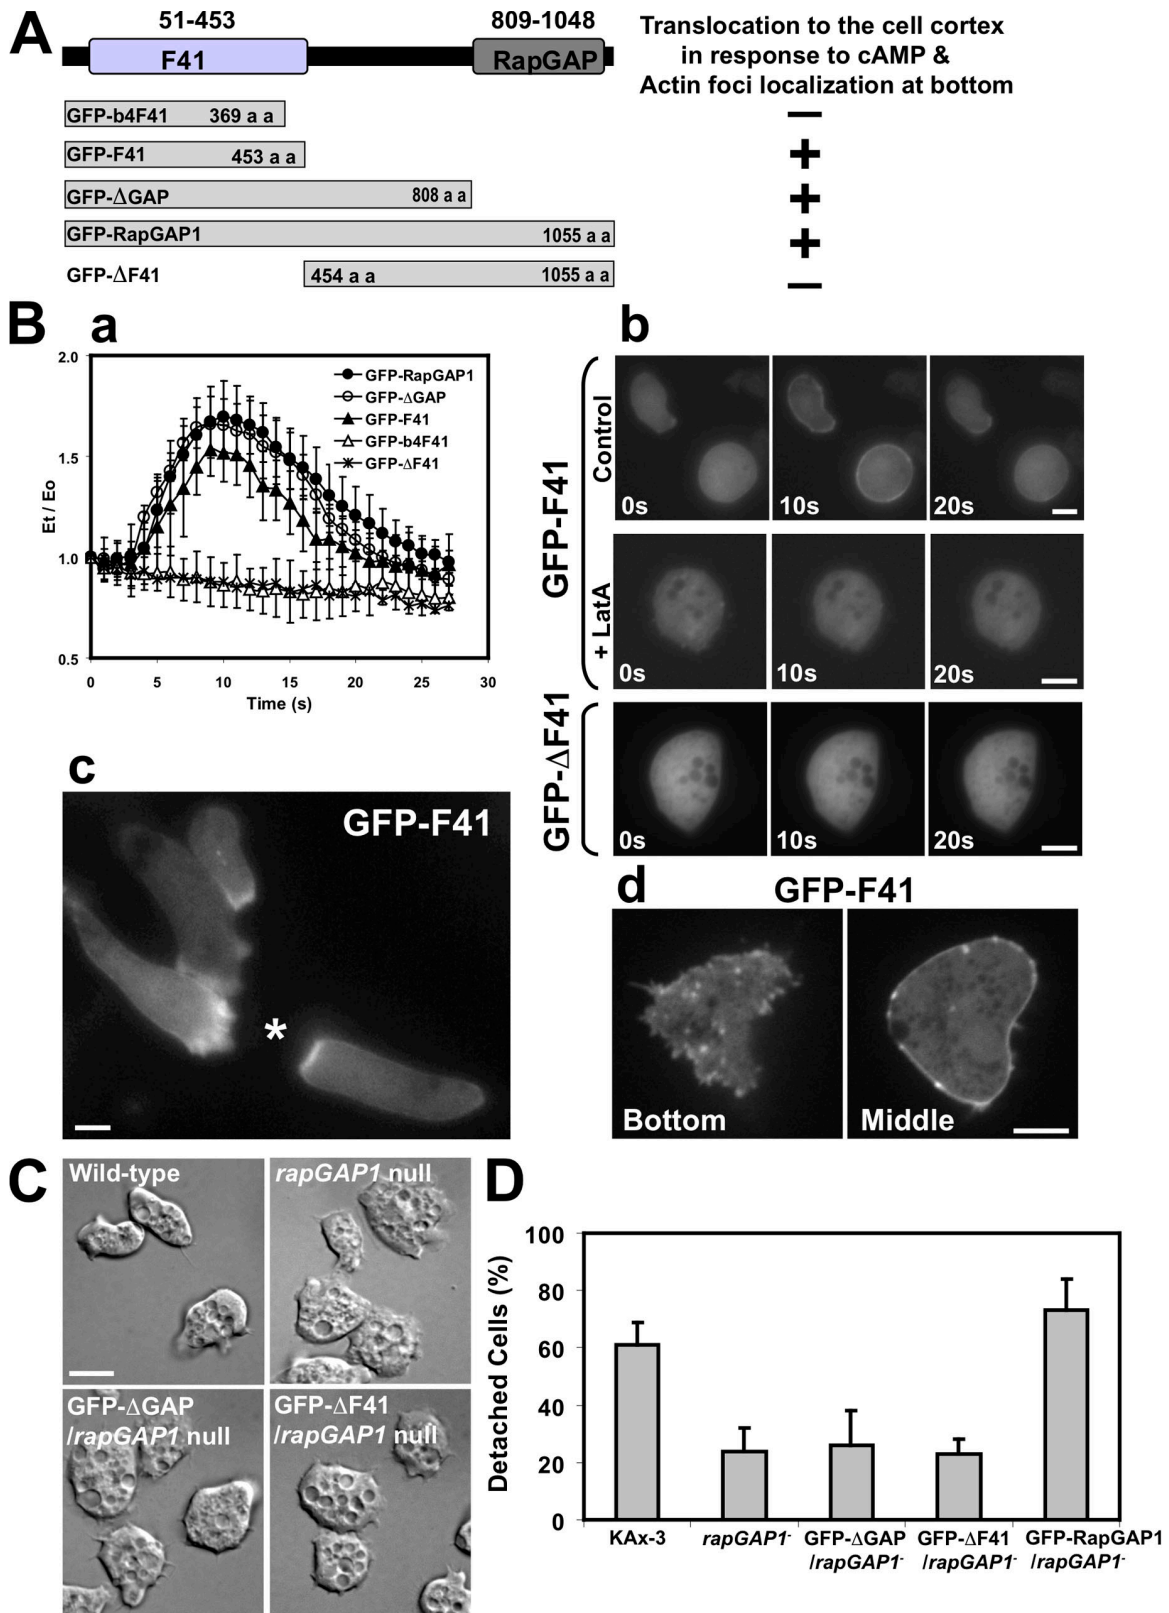 A
51-453
809-1048
F41
RapGAP
Translocation to the cell cortex
in response to cAMP &
Actin foci localization at bottom
GFP-b4F41 369 a a
—
GFP-F41 453 a a
+
GFP-ΔGAP 808 a a
+
GFP-RapGAP1 1055 a a
+
GFP-ΔF41 454 a a 1055 a a
—
B
a
2.0
1.5
1.0
0.5
Et / Eo
0 5 10 15 20 25 30
Time (s)
GFP-RapGAP1
GFP-ΔGAP
GFP-F41
GFP-b4F41
GFP-ΔF41
b
GFP-F41
Control
0s 10s 20s
+ LatA
0s 10s 20s
GFP-ΔF41
0s 10s 20s
c
GFP-F41
*
d
GFP-F41
Bottom
Middle
C
Wild-type
rapGAP1 null
GFP-ΔGAP
/rapGAP1 null
GFP-ΔF41
/rapGAP1 null
D
Detached Cells (%)
100
80
60
40
20
0
KAx-3
rapGAP1-
GFP-ΔGAP
/rapGAP1-
GFP-ΔF41
/rapGAP1-
GFP-RapGAP1
/rapGAP1-